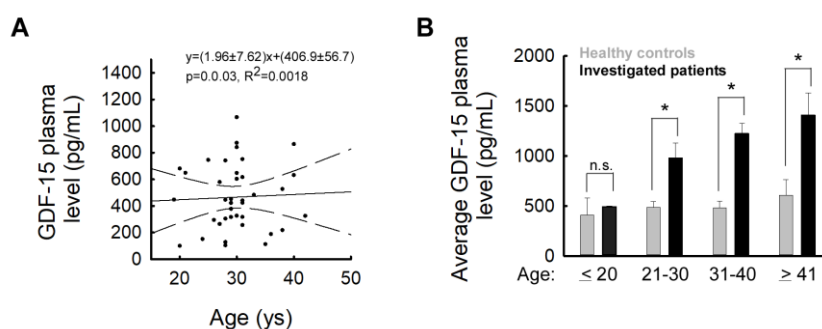 A
y=(1.96±7.62)x+(406.9±56.7)
p=0.0.03, R²=0.0018
GDF-15 plasma
level (pg/mL)
1400
1200
1000
800
600
400
200
0
20 30 40 50
Age (ys)
B
Healthy controls
Investigated patients
Average GDF-15 plasma
level (pg/mL)
2000
1500
1000
500
0
n.s.
*
*
*
Age: ≤ 20 21-30 31-40 ≥ 41